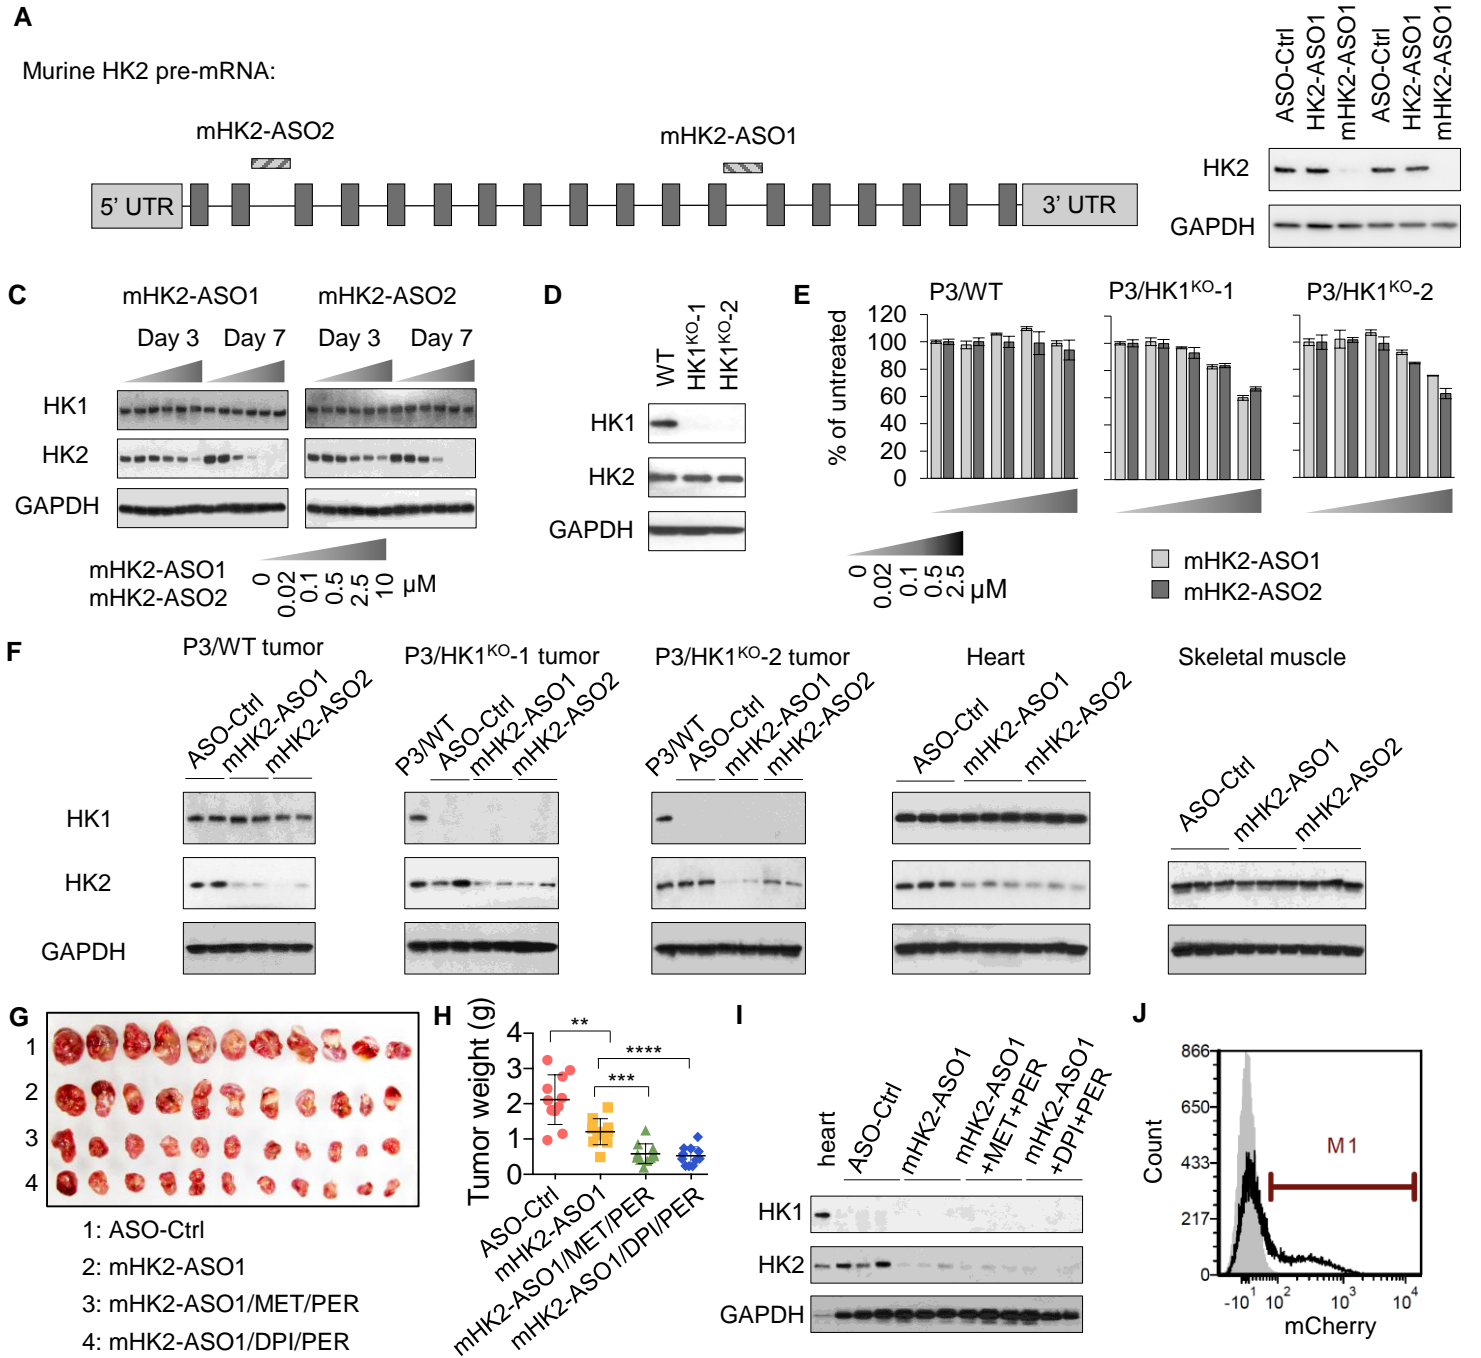 A
Murine HK2 pre-mRNA:
mHK2-ASO2
mHK2-ASO1
5’ UTR
3’ UTR
ASO-Ctrl
HK2-ASO1
mHK2-ASO1
ASO-Ctrl
HK2-ASO1
mHK2-ASO1
HK2
GAPDH
C
mHK2-ASO1
mHK2-ASO2
Day 3
Day 7
Day 3
Day 7
HK1
HK2
GAPDH
mHK2-ASO1
mHK2-ASO2
0
0.02
0.1
0.5
2.5
10
µM
D
WT
HK1KO-1
HK1KO-2
HK1
HK2
GAPDH
E
P3/WT
P3/HK1KO-1
P3/HK1KO-2
% of untreated
120
100
80
60
40
20
0
0
0.02
0.1
0.5
2.5
µM
mHK2-ASO1
mHK2-ASO2
F
P3/WT tumor
P3/HK1KO-1 tumor
P3/HK1KO-2 tumor
Heart
Skeletal muscle
ASO-Ctrl
mHK2-ASO1
mHK2-ASO2
P3/WT
ASO-Ctrl
mHK2-ASO1
mHK2-ASO2
P3/WT
ASO-Ctrl
mHK2-ASO1
mHK2-ASO2
ASO-Ctrl
mHK2-ASO1
mHK2-ASO2
ASO-Ctrl
mHK2-ASO1
mHK2-ASO2
HK1
HK2
GAPDH
G
1
2
3
4
1: ASO-Ctrl
2: mHK2-ASO1
3: mHK2-ASO1/MET/PER
4: mHK2-ASO1/DPI/PER
H
Tumor weight (g)
4
3
2
1
0
**
****
***
ASO-Ctrl
mHK2-ASO1
mHK2-ASO1/MET/PER
mHK2-ASO1/DPI/PER
I
heart
ASO-Ctrl
mHK2-ASO1
mHK2-ASO1
+MET+PER
mHK2-ASO1
+DPI+PER
HK1
HK2
GAPDH
J
Count
866
650
433
217
0
M1
-10 1
10 2
10 3
10 4
mCherry